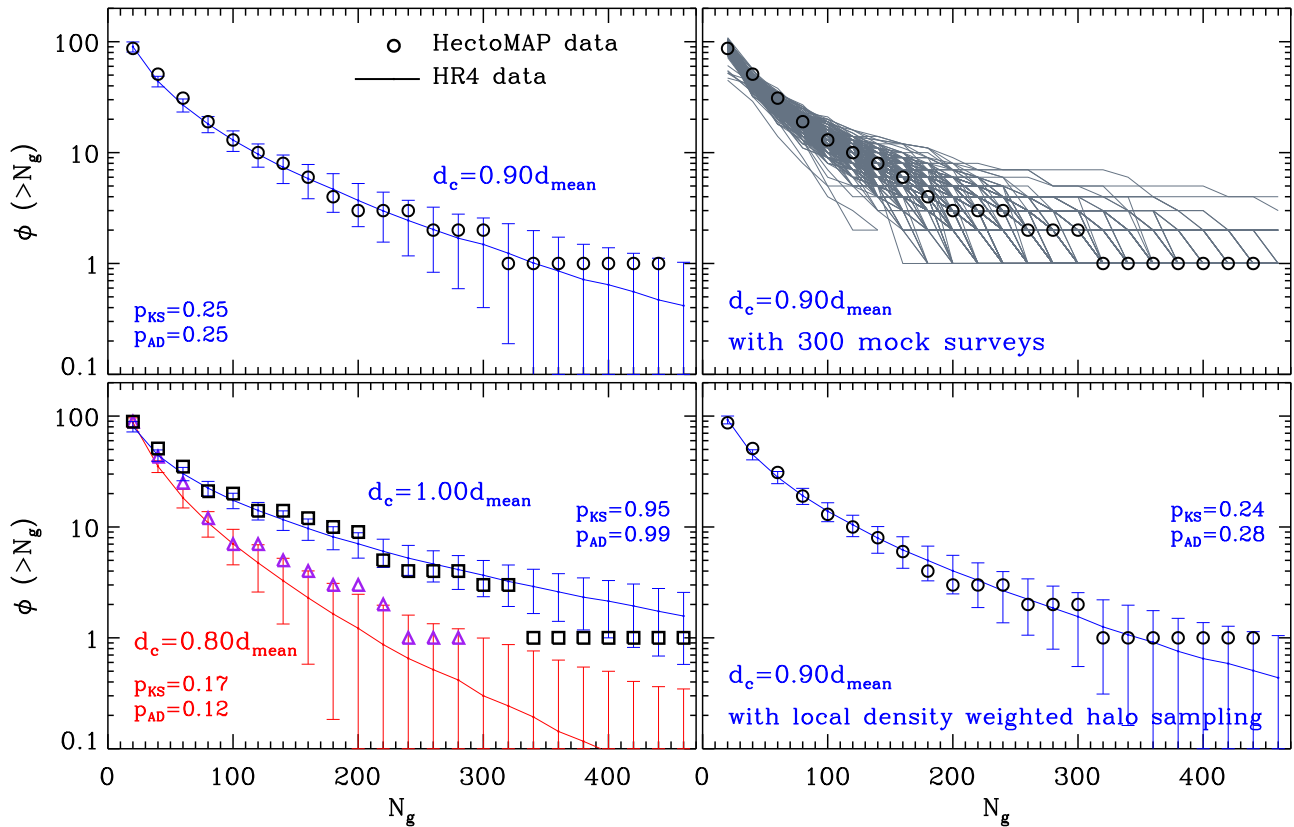 HectoMAP data
HR4 data
100
10
1
0.1
ϕ (>Ng)
dc=0.90dmean
pKS=0.25
pAD=0.25
dc=0.90dmean
with 300 mock surveys
100
10
1
0.1
ϕ (>Ng)
dc=1.00dmean
pKS=0.95
pAD=0.99
dc=0.80dmean
pKS=0.17
pAD=0.12
0 100 200 300 400
Ng
pKS=0.24
pAD=0.28
dc=0.90dmean
with local density weighted halo sampling
0 100 200 300 400
Ng